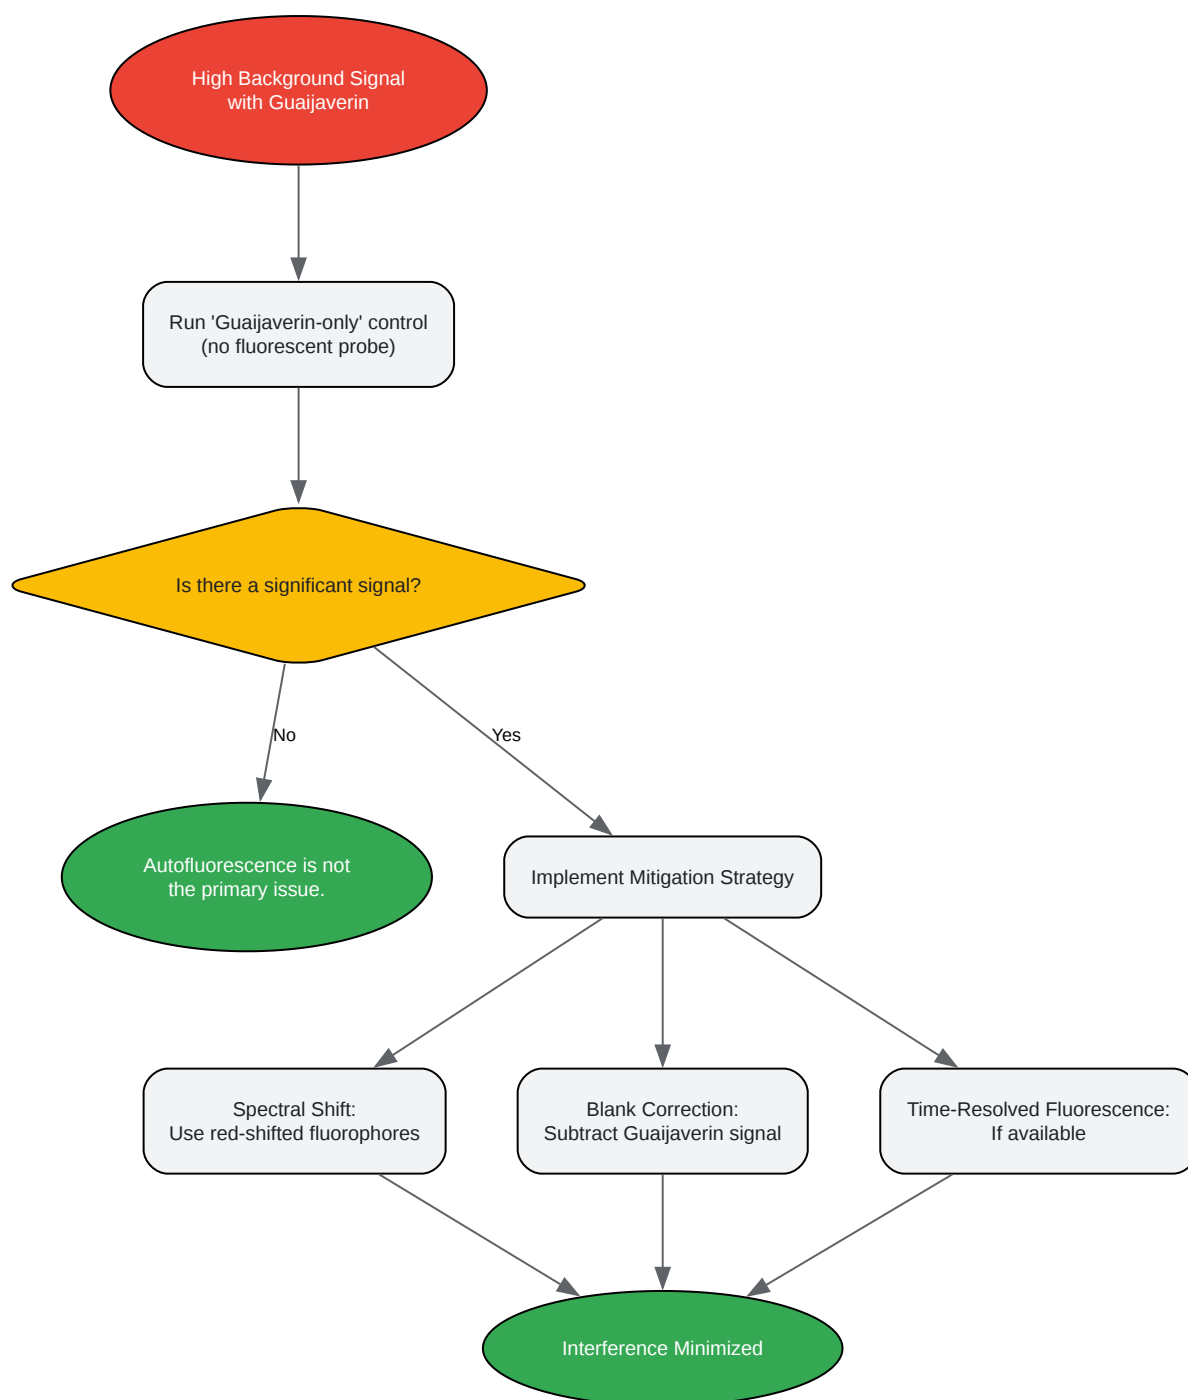 High Background Signal
with Guaijaverin
Run 'Guaijaverin-only' control
(no fluorescent probe)
Is there a significant signal?
No
Yes
Autofluorescence is not
the primary issue.
Implement Mitigation Strategy
Spectral Shift:
Use red-shifted fluorophores
Blank Correction:
Subtract Guaijaverin signal
Time-Resolved Fluorescence:
If available
Interference Minimized